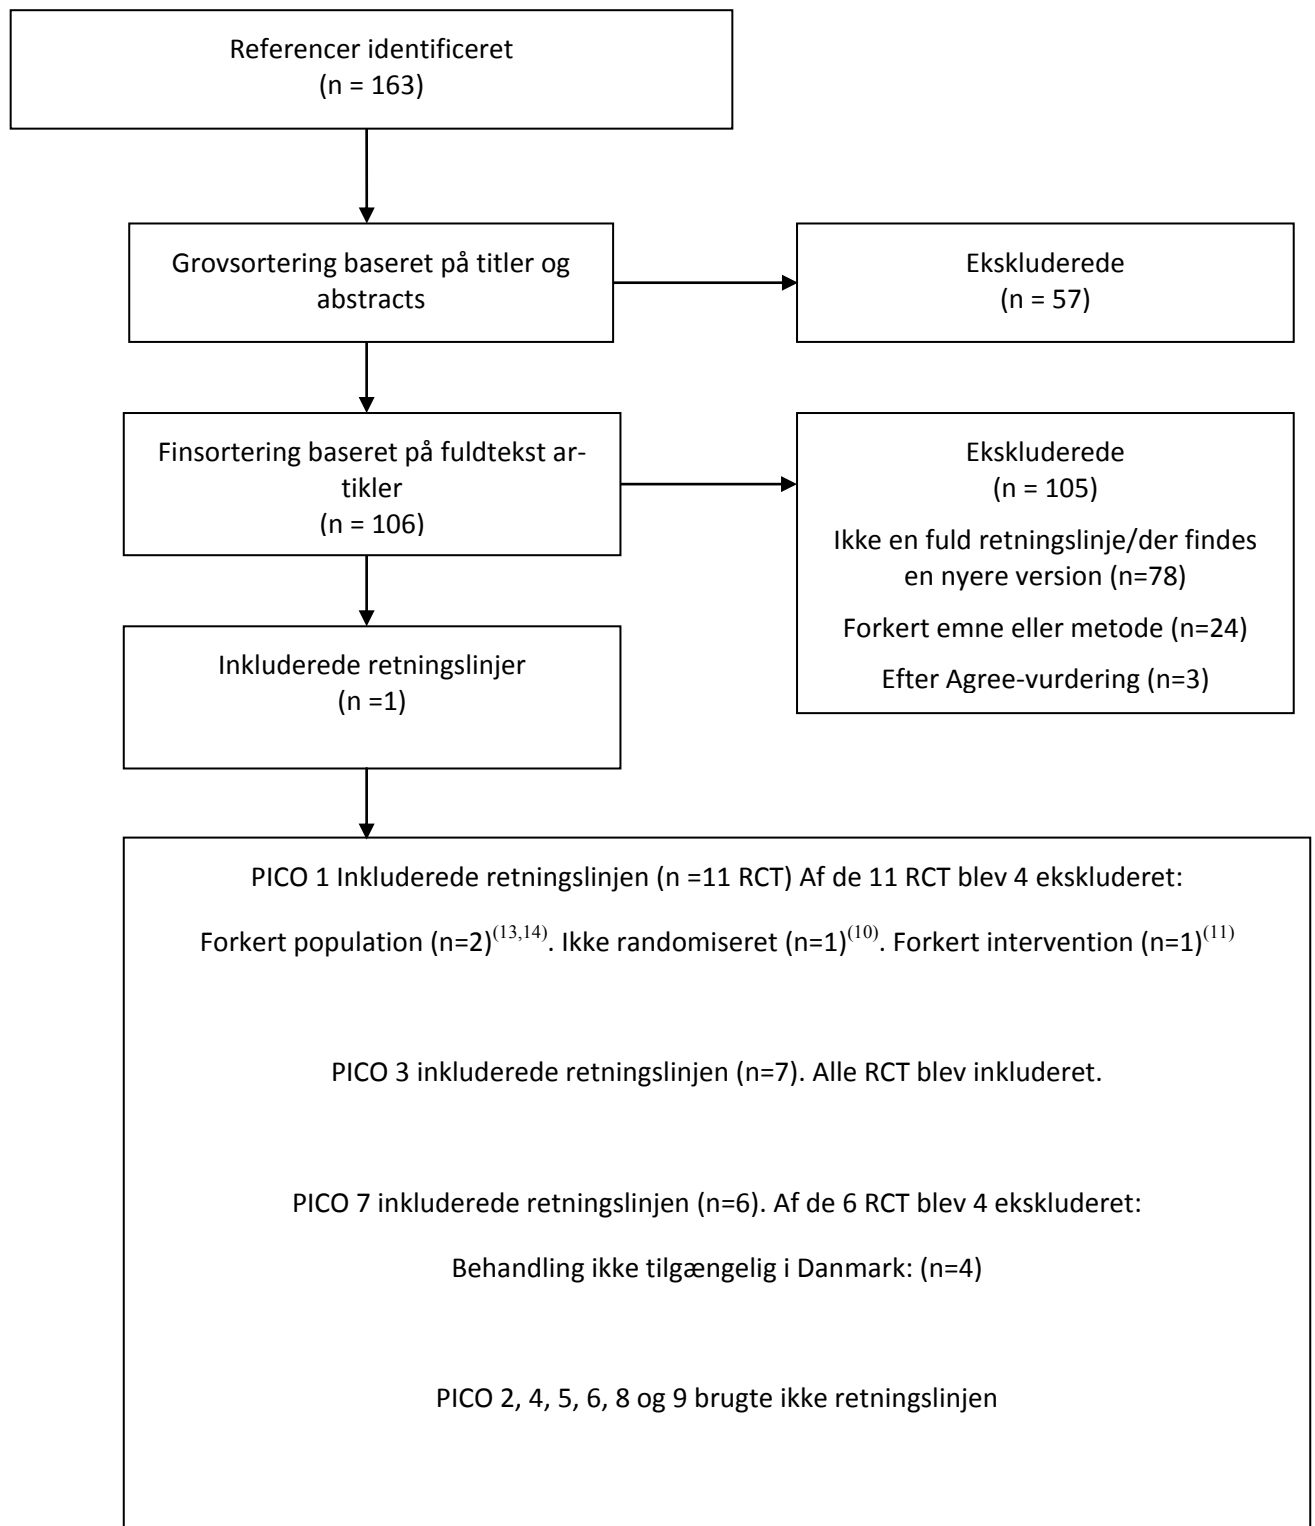 Referencer identificeret
(n = 163)
Grovsortering baseret på titler og
abstracts
Ekskluderede
(n = 57)
Finsortering baseret på fuldtekst ar-
tikler
(n = 106)
Ekskluderede
(n = 105)
Ikke en fuld retningslinje/der findes
en nyere version (n=78)
Forkert emne eller metode (n=24)
Efter Agree-vurdering (n=3)
Inkluderede retningslinjer
(n =1)
PICO 1 Inkluderede retningslinjen (n =11 RCT) Af de 11 RCT blev 4 ekskluderet:
Forkert population (n=2)(13,14). Ikke randomiseret (n=1)(10). Forkert intervention (n=1)(11)
PICO 3 inkluderede retningslinjen (n=7). Alle RCT blev inkluderet.
PICO 7 inkluderede retningslinjen (n=6). Af de 6 RCT blev 4 ekskluderet:
Behandling ikke tilgængelig i Danmark: (n=4)
PICO 2, 4, 5, 6, 8 og 9 brugte ikke retningslinjen